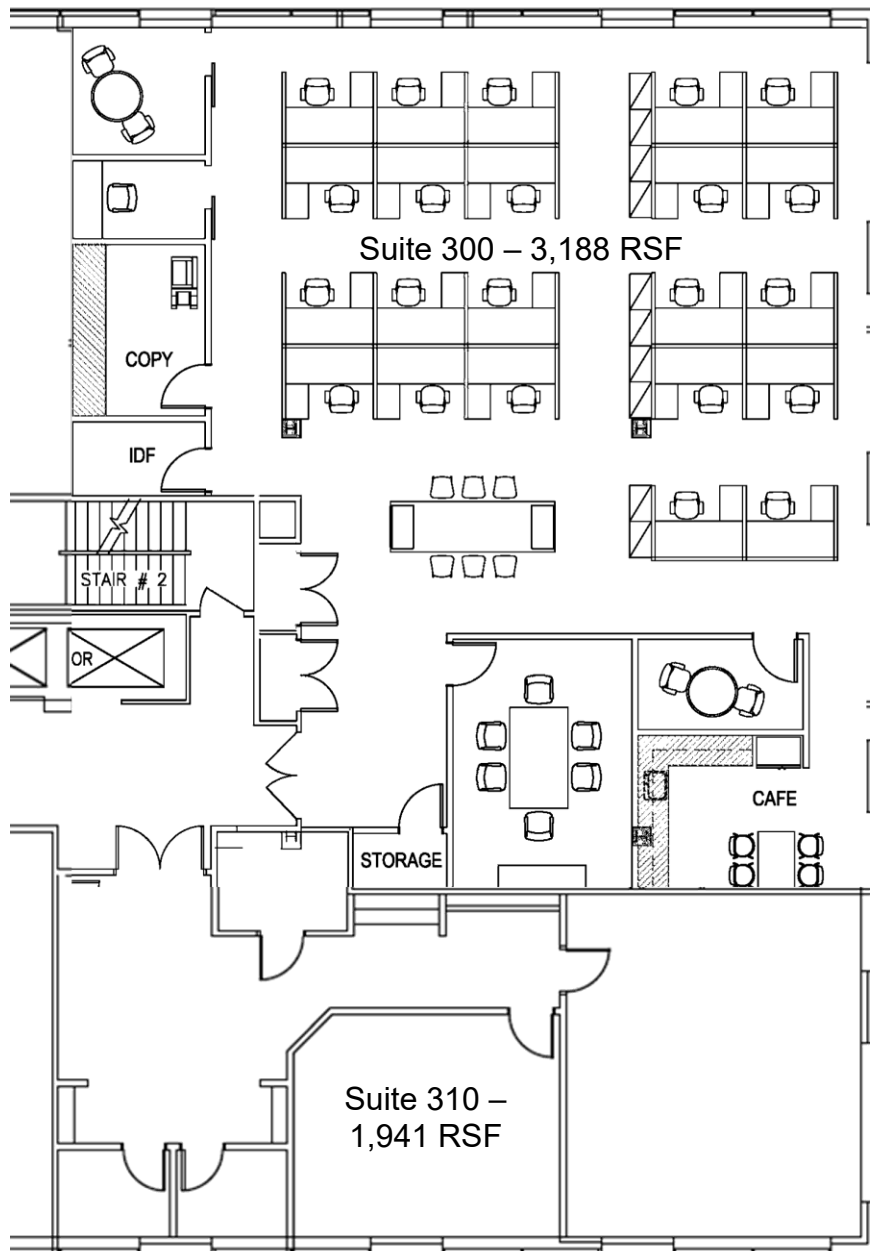 Suite 300 – 3,188 RSF
COPY
IDF
STAIR # 2
OR
CAFE
STORAGE
Suite 310 –
1,941 RSF